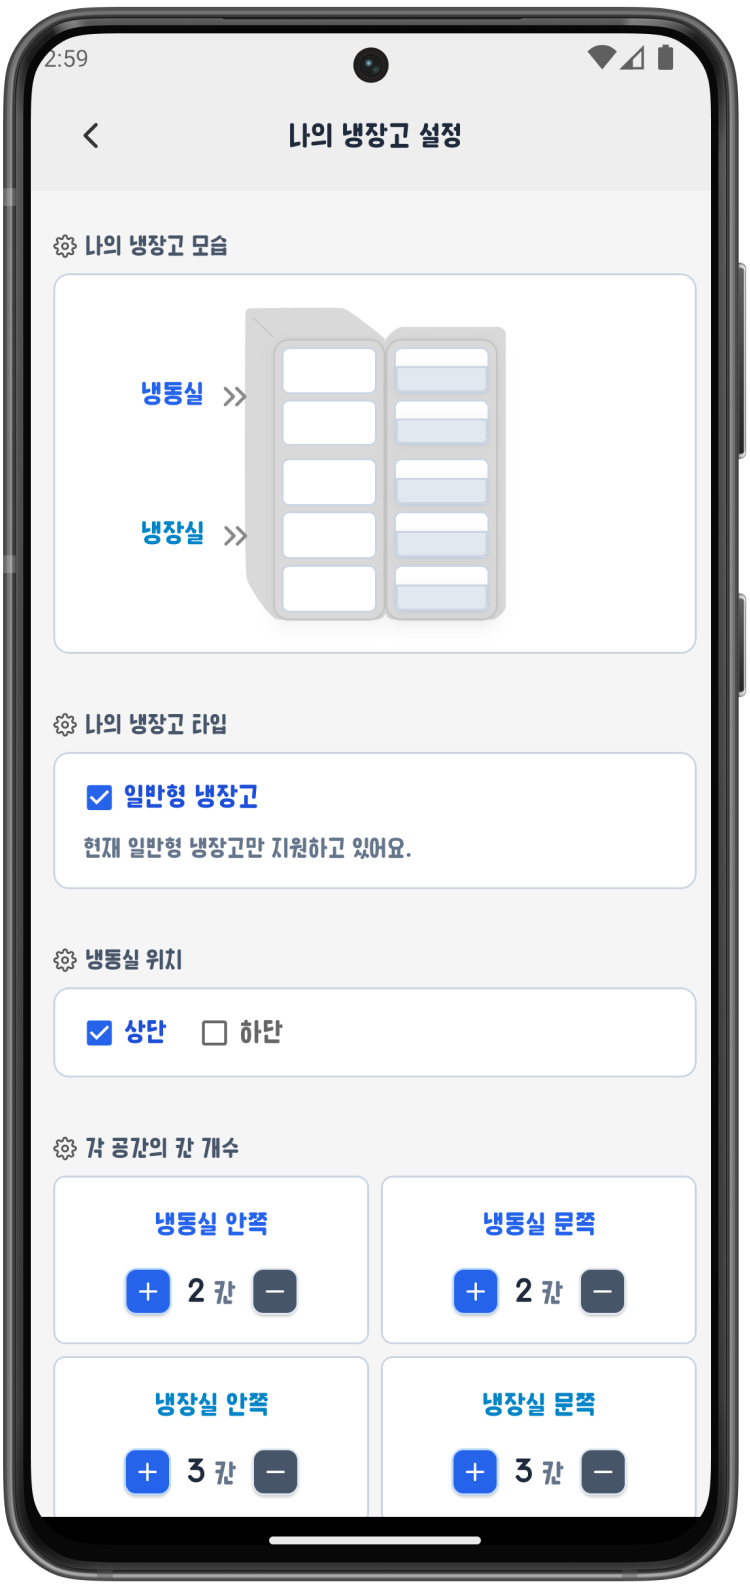 2:59
나의 냉장고 설정
나의 냉장고 모습
냉동실
냉장실
나의 냉장고 타입
일반형 냉장고
현재 일반형 냉장고만 지원하고 있어요.
냉동실 위치
상단 하단
각 공간의 칸 개수
냉동실 안쪽 냉동실 문쪽
+ 2 칸 − + 2 칸 −
냉장실 안쪽 냉장실 문쪽
+ 3 칸 − + 3 칸 −